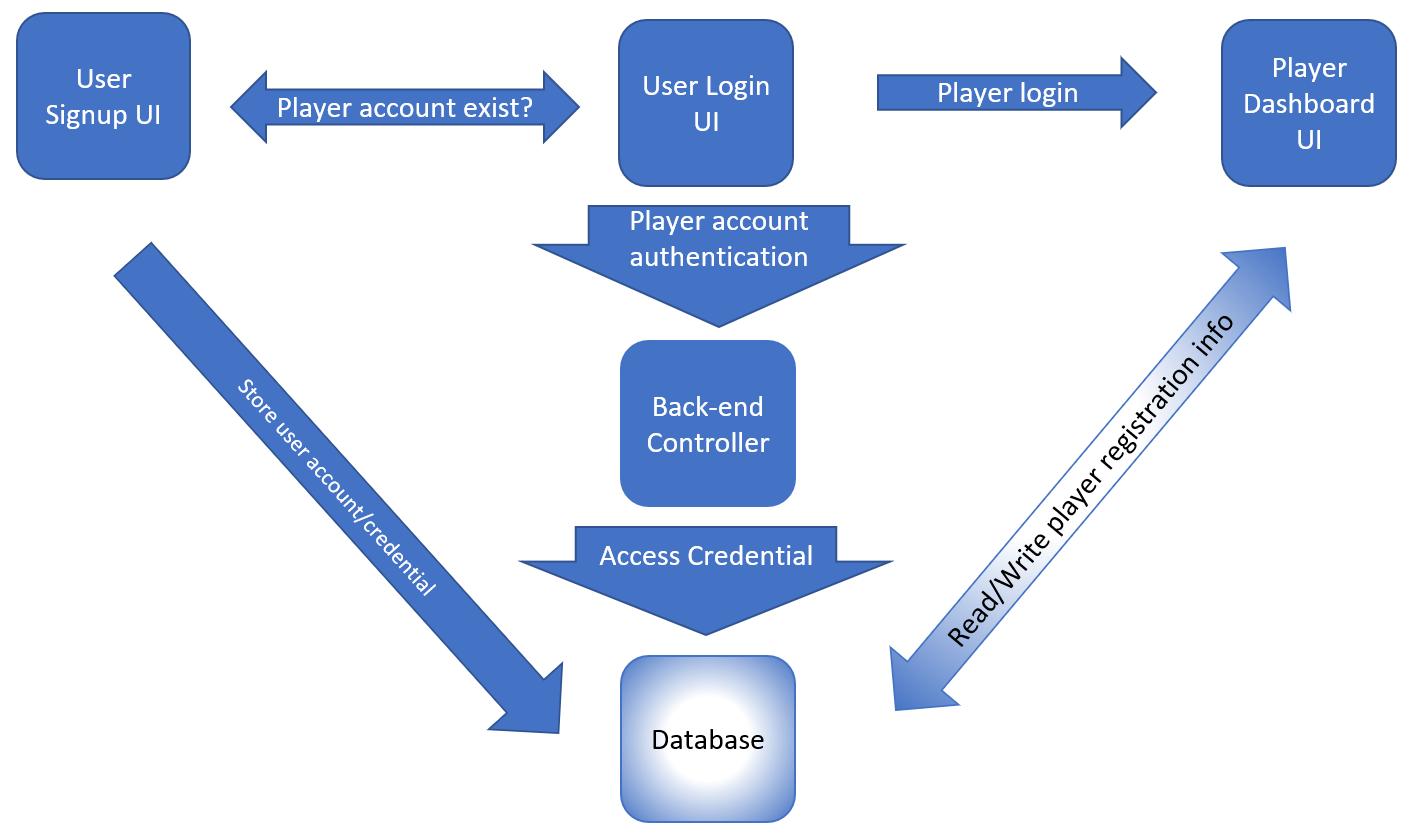 User
Signup UI
Player account exist?
User Login
UI
Player login
Player
Dashboard
UI
Player account
authentication
Store user account/credential
Back-end
Controller
Read/Write player registration info
Access Credential
Database